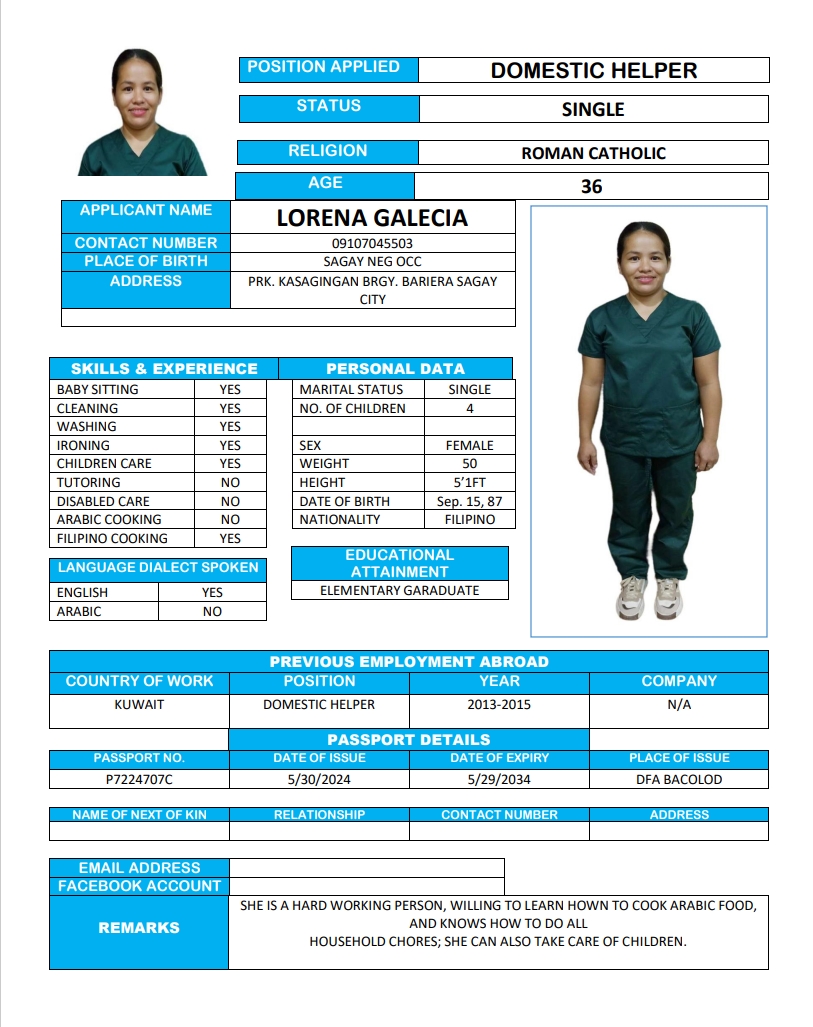 POSITION APPLIED DOMESTIC HELPER
STATUS SINGLE
RELIGION ROMAN CATHOLIC
AGE 36
APPLICANT NAME LORENA GALECIA
CONTACT NUMBER 09107045503
PLACE OF BIRTH SAGAY NEG OCC
ADDRESS PRK. KASAGINGAN BRGY. BARIERA SAGAY
CITY
SKILLS & EXPERIENCE
BABY SITTING YES
CLEANING YES
WASHING YES
IRONING YES
CHILDREN CARE YES
TUTORING NO
DISABLED CARE NO
ARABIC COOKING NO
FILIPINO COOKING YES
LANGUAGE DIALECT SPOKEN
ENGLISH YES
ARABIC NO
PERSONAL DATA
MARITAL STATUS SINGLE
NO. OF CHILDREN 4
SEX FEMALE
WEIGHT 50
HEIGHT 5’1FT
DATE OF BIRTH Sep. 15, 87
NATIONALITY FILIPINO
EDUCATIONAL
ATTAINMENT
ELEMENTARY GARADUATE
PREVIOUS EMPLOYMENT ABROAD
COUNTRY OF WORK POSITION YEAR COMPANY
KUWAIT DOMESTIC HELPER 2013-2015 N/A
PASSPORT DETAILS
PASSPORT NO. DATE OF ISSUE DATE OF EXPIRY PLACE OF ISSUE
P7224707C 5/30/2024 5/29/2034 DFA BACOLOD
NAME OF NEXT OF KIN RELATIONSHIP CONTACT NUMBER ADDRESS
EMAIL ADDRESS
FACEBOOK ACCOUNT
REMARKS
SHE IS A HARD WORKING PERSON, WILLING TO LEARN HOWN TO COOK ARABIC FOOD,
AND KNOWS HOW TO DO ALL
HOUSEHOLD CHORES; SHE CAN ALSO TAKE CARE OF CHILDREN.